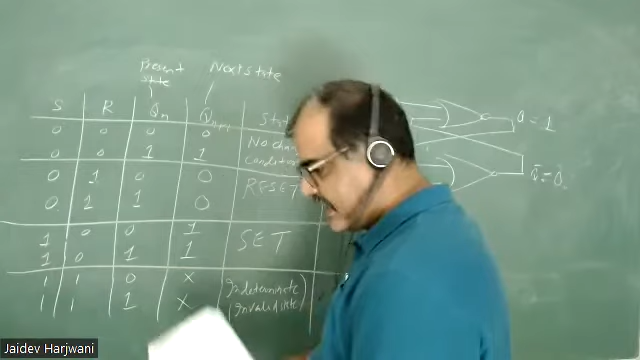 Present Next state
state
S R Qn Qn+1 Stat
0 0 0 0 No chan
0 0 1 1 Condition
0 1 0 0 RESET
0 1 1 0
1 0 0 1 SET
1 0 1 1
1 1 0 x Indeterminate
1 1 1 x (Invalid state)
Q = 1
Q̄ = 0
Jaidev Harjwani